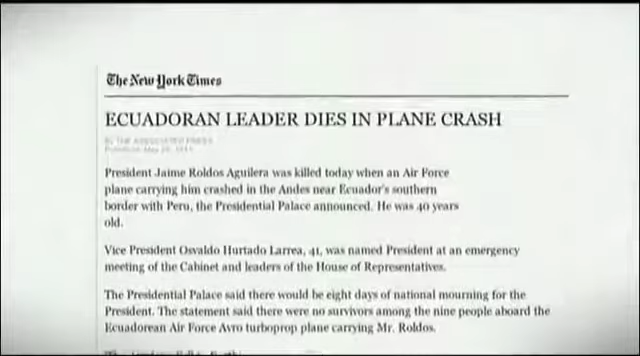 The New York Times
ECUADORAN LEADER DIES IN PLANE CRASH
President Jaime Roldos Aguilera was killed today when an Air Force
plane carrying him crashed in the Andes near Ecuador's southern
border with Peru, the Presidential Palace announced. He was 40 years
old.
Vice President Osvaldo Hurtado Larrea, 41, was named President at an emergency
meeting of the Cabinet and leaders of the House of Representatives.
The Presidential Palace said there would be eight days of national mourning for the
President. The statement said there were no survivors among the nine people aboard the
Ecuadorean Air Force Avro turboprop plane carrying Mr. Roldos.